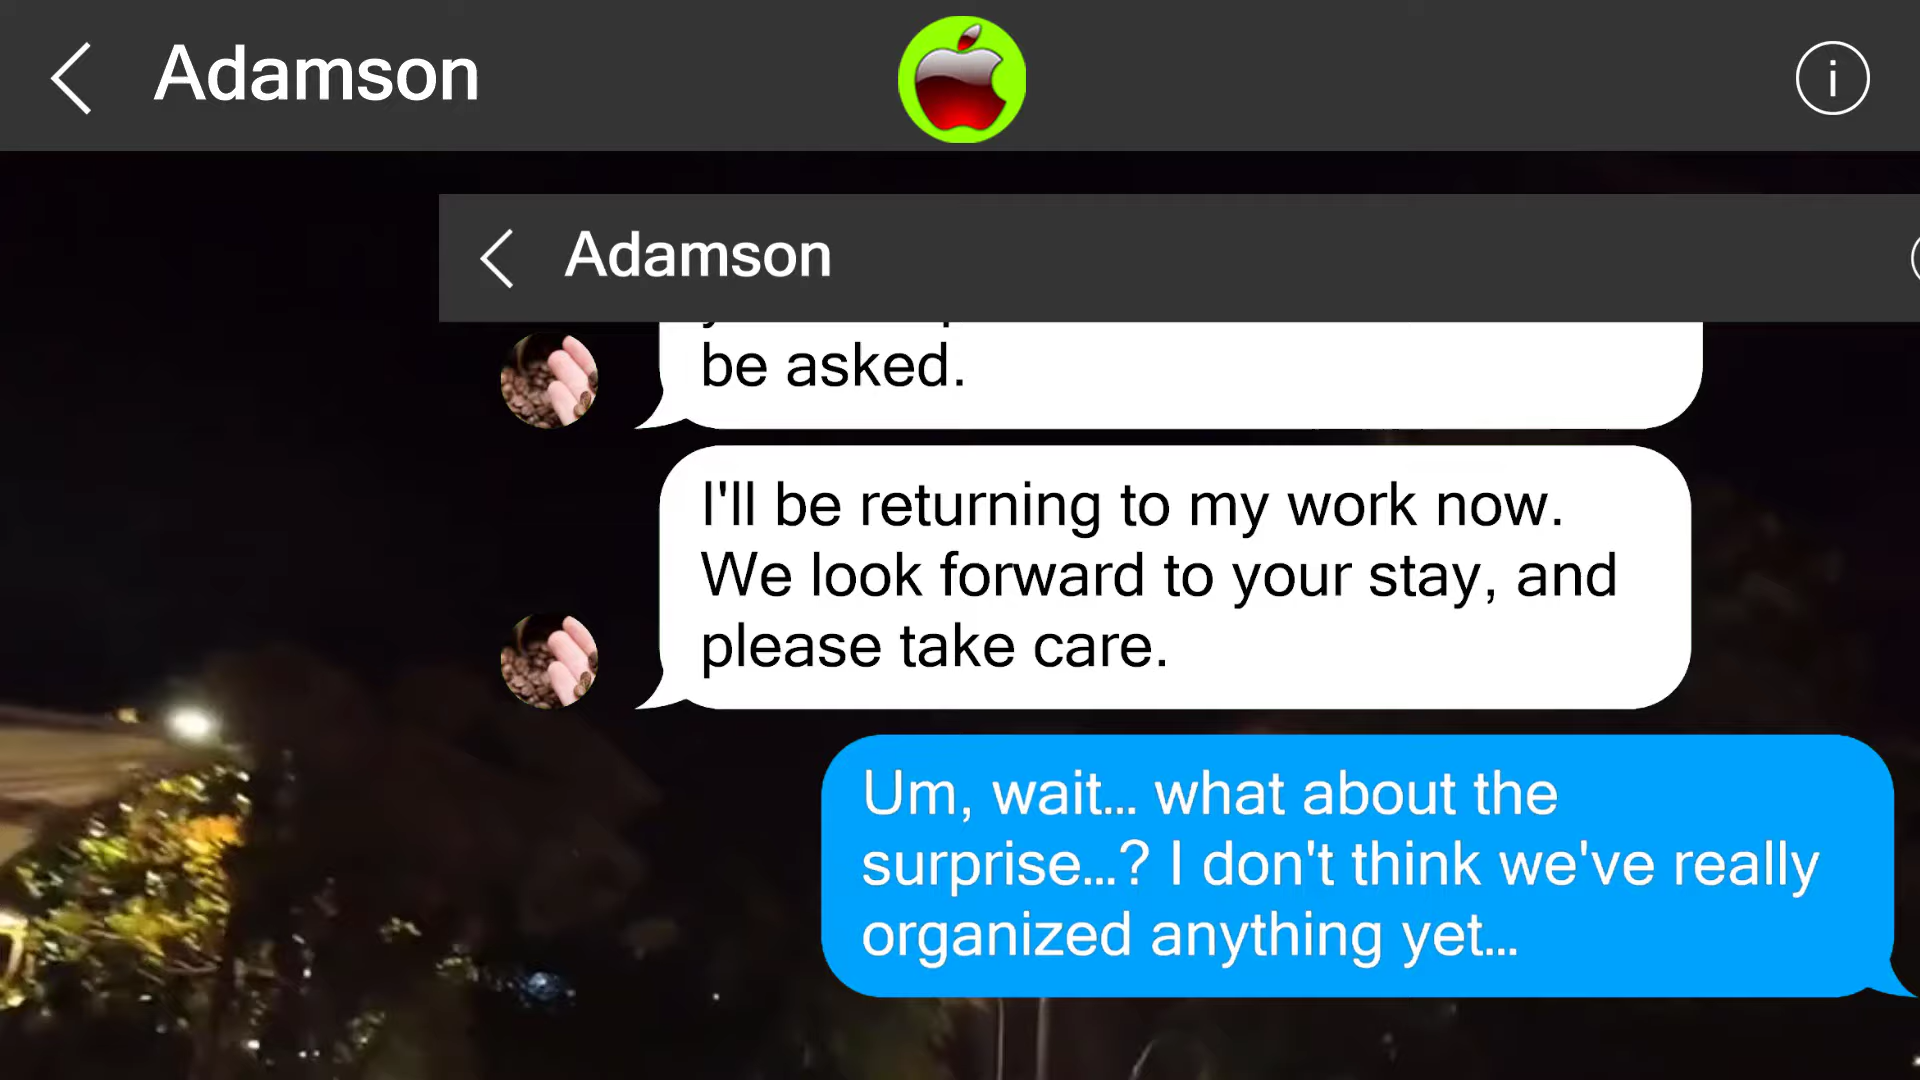 Adamson
i
Adamson
be asked.
I'll be returning to my work now.
We look forward to your stay, and
please take care.
Um, wait... what about the
surprise...? I don't think we've really
organized anything yet...